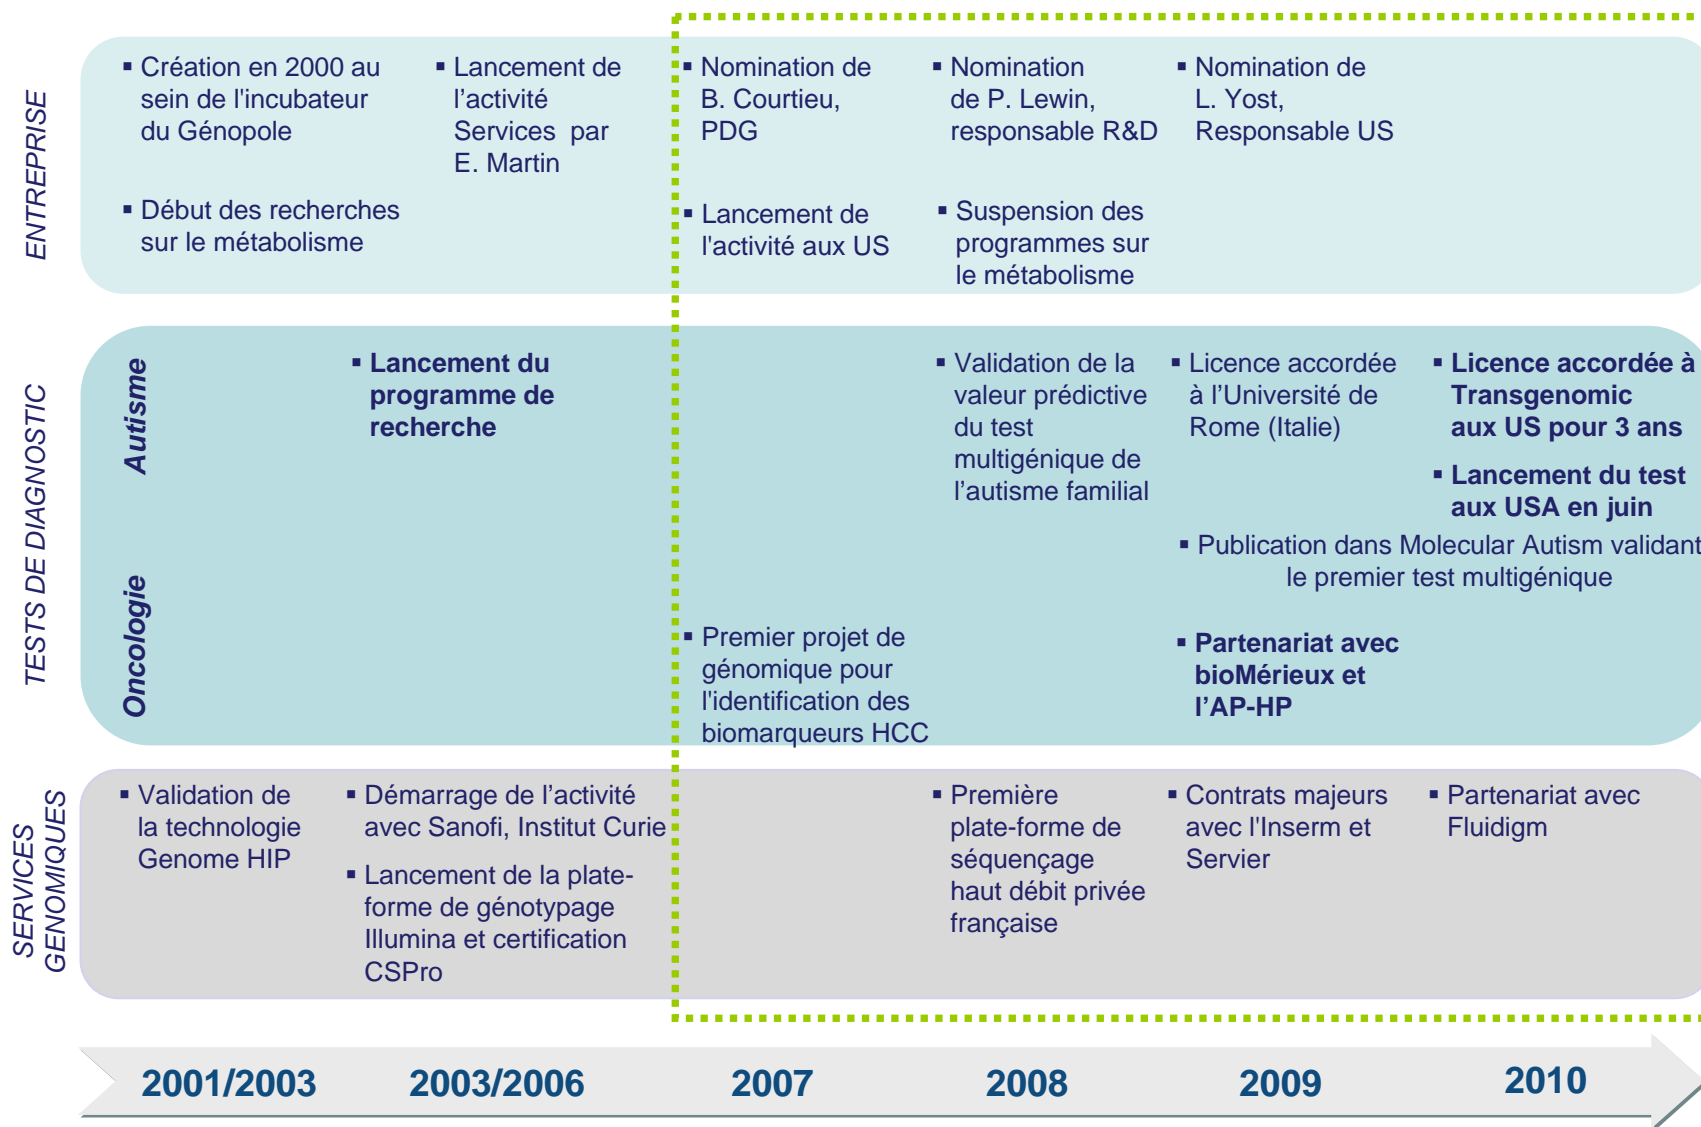 ENTREPRISE
▪ Création en 2000 au
sein de l'incubateur
du Génopole
▪ Début des recherches
sur le métabolisme
▪ Lancement de
l’activité
Services par
E. Martin
▪ Nomination de
B. Courtieu,
PDG
▪ Lancement de
l'activité aux US
▪ Nomination
de P. Lewin,
responsable R&D
▪ Suspension des
programmes sur
le métabolisme
▪ Nomination de
L. Yost,
Responsable US
TESTS DE DIAGNOSTIC
Autisme
▪ Lancement du
programme de
recherche
▪ Validation de la
valeur prédictive
du test
multigénique de
l’autisme familial
▪ Licence accordée
à l’Université de
Rome (Italie)
▪ Licence accordée à
Transgenomic
aux US pour 3 ans
▪ Lancement du test
aux USA en juin
▪ Publication dans Molecular Autism validant
le premier test multigénique
Oncologie
▪ Premier projet de
génomique pour
l'identification des
biomarqueurs HCC
▪ Partenariat avec
bioMérieux et
l’AP-HP
SERVICES
GENOMIQUES
▪ Validation de
la technologie
Genome HIP
▪ Démarrage de l’activité
avec Sanofi, Institut Curie
▪ Lancement de la plate-
forme de génotypage
Illumina et certification
CSPro
▪ Première
plate-forme de
séquençage
haut débit privée
française
▪ Contrats majeurs
avec l'Inserm et
Servier
▪ Partenariat avec
Fluidigm
2001/2003
2003/2006
2007
2008
2009
2010